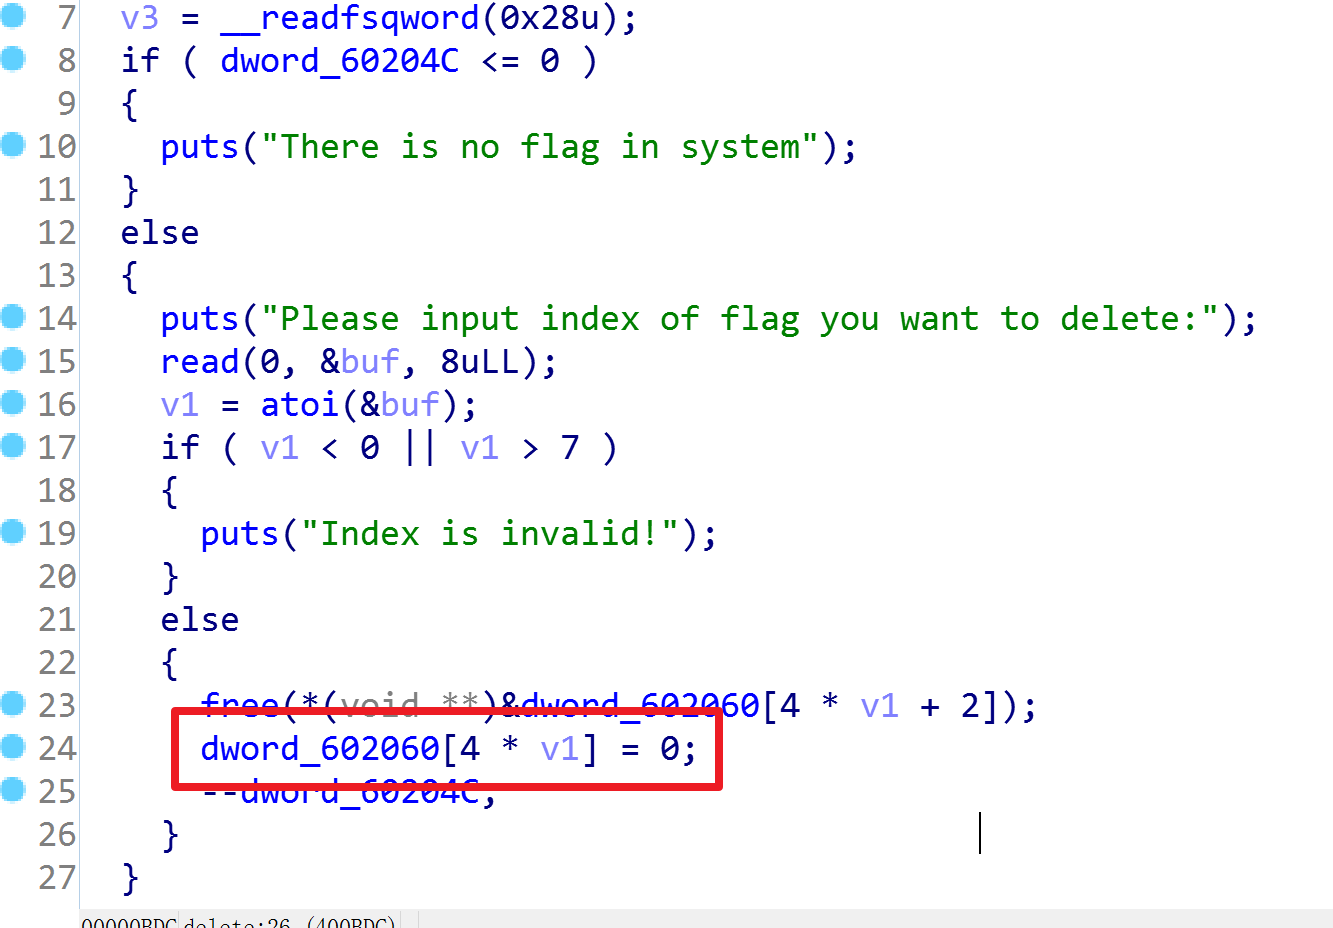 7 v3 = __readfsqword(0x28u);
8 if ( dword_60204C <= 0 )
9 {
10 puts("There is no flag in system");
11 }
12 else
13 {
14 puts("Please input index of flag you want to delete:");
15 read(0, &buf, 8uLL);
16 v1 = atoi(&buf);
17 if ( v1 < 0 || v1 > 7 )
18 {
19 puts("Index is invalid!");
20 }
21 else
22 {
23 free(*(void **)&dword_602060[4 * v1 + 2]);
24 dword_602060[4 * v1] = 0;
25 --dword_60204C;
26 }
27 }
00000BDC delete:26 (400BDC)